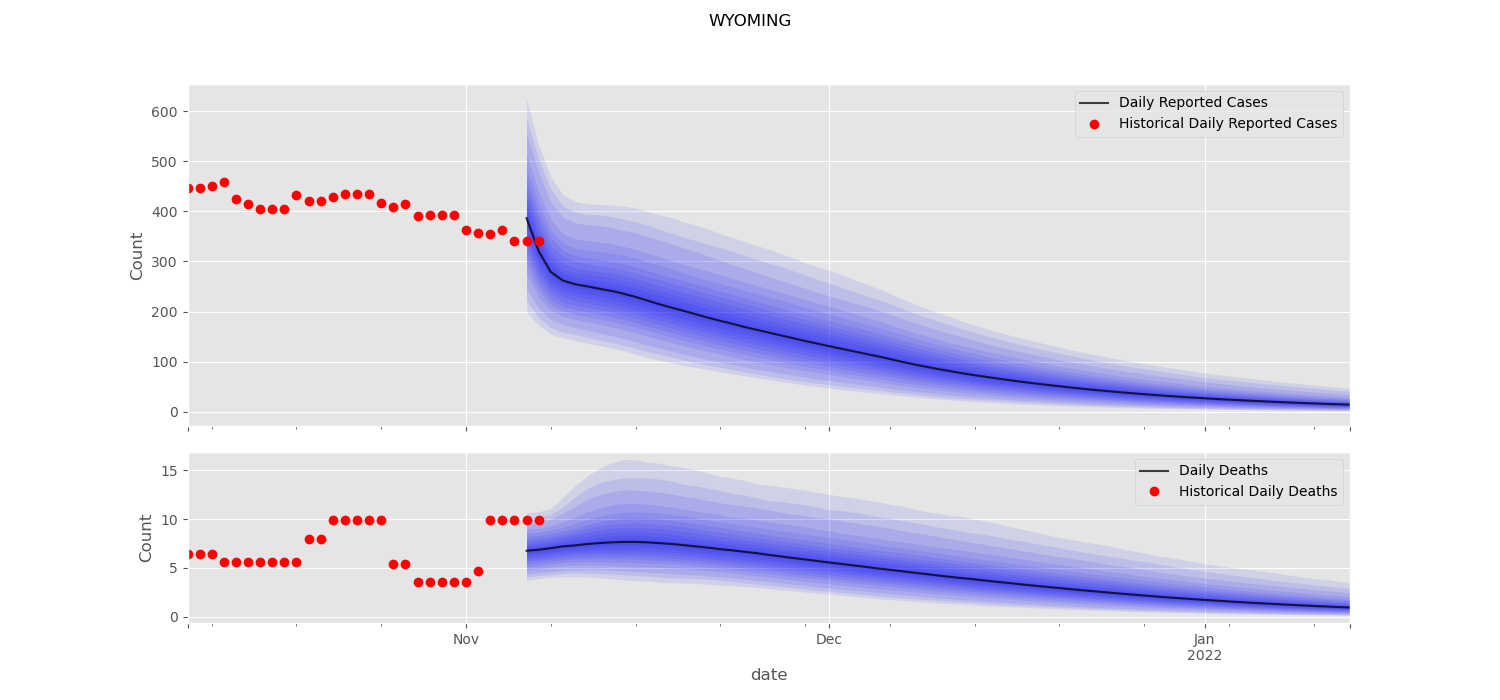 WYOMING
Count
600
500
400
300
200
100
0
Daily Reported Cases
Historical Daily Reported Cases
Count
15
10
5
0
Daily Deaths
Historical Daily Deaths
Nov
Dec
Jan
2022
date